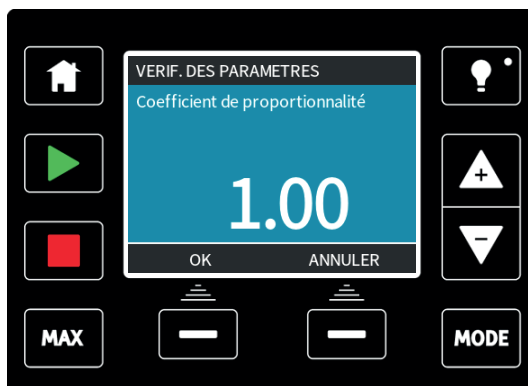 VERIF. DES PARAMETRES
Coefficient de proportionnalité
1.00
OK ANNULER
MAX
MODE